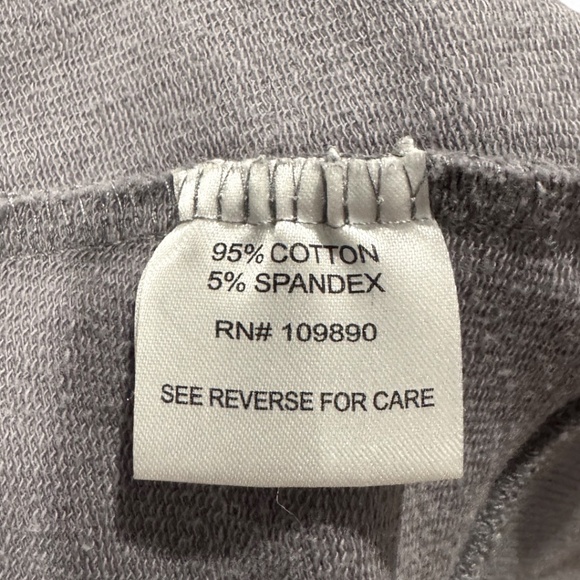 95% COTTON
5% SPANDEX
RN# 109890
SEE REVERSE FOR CARE